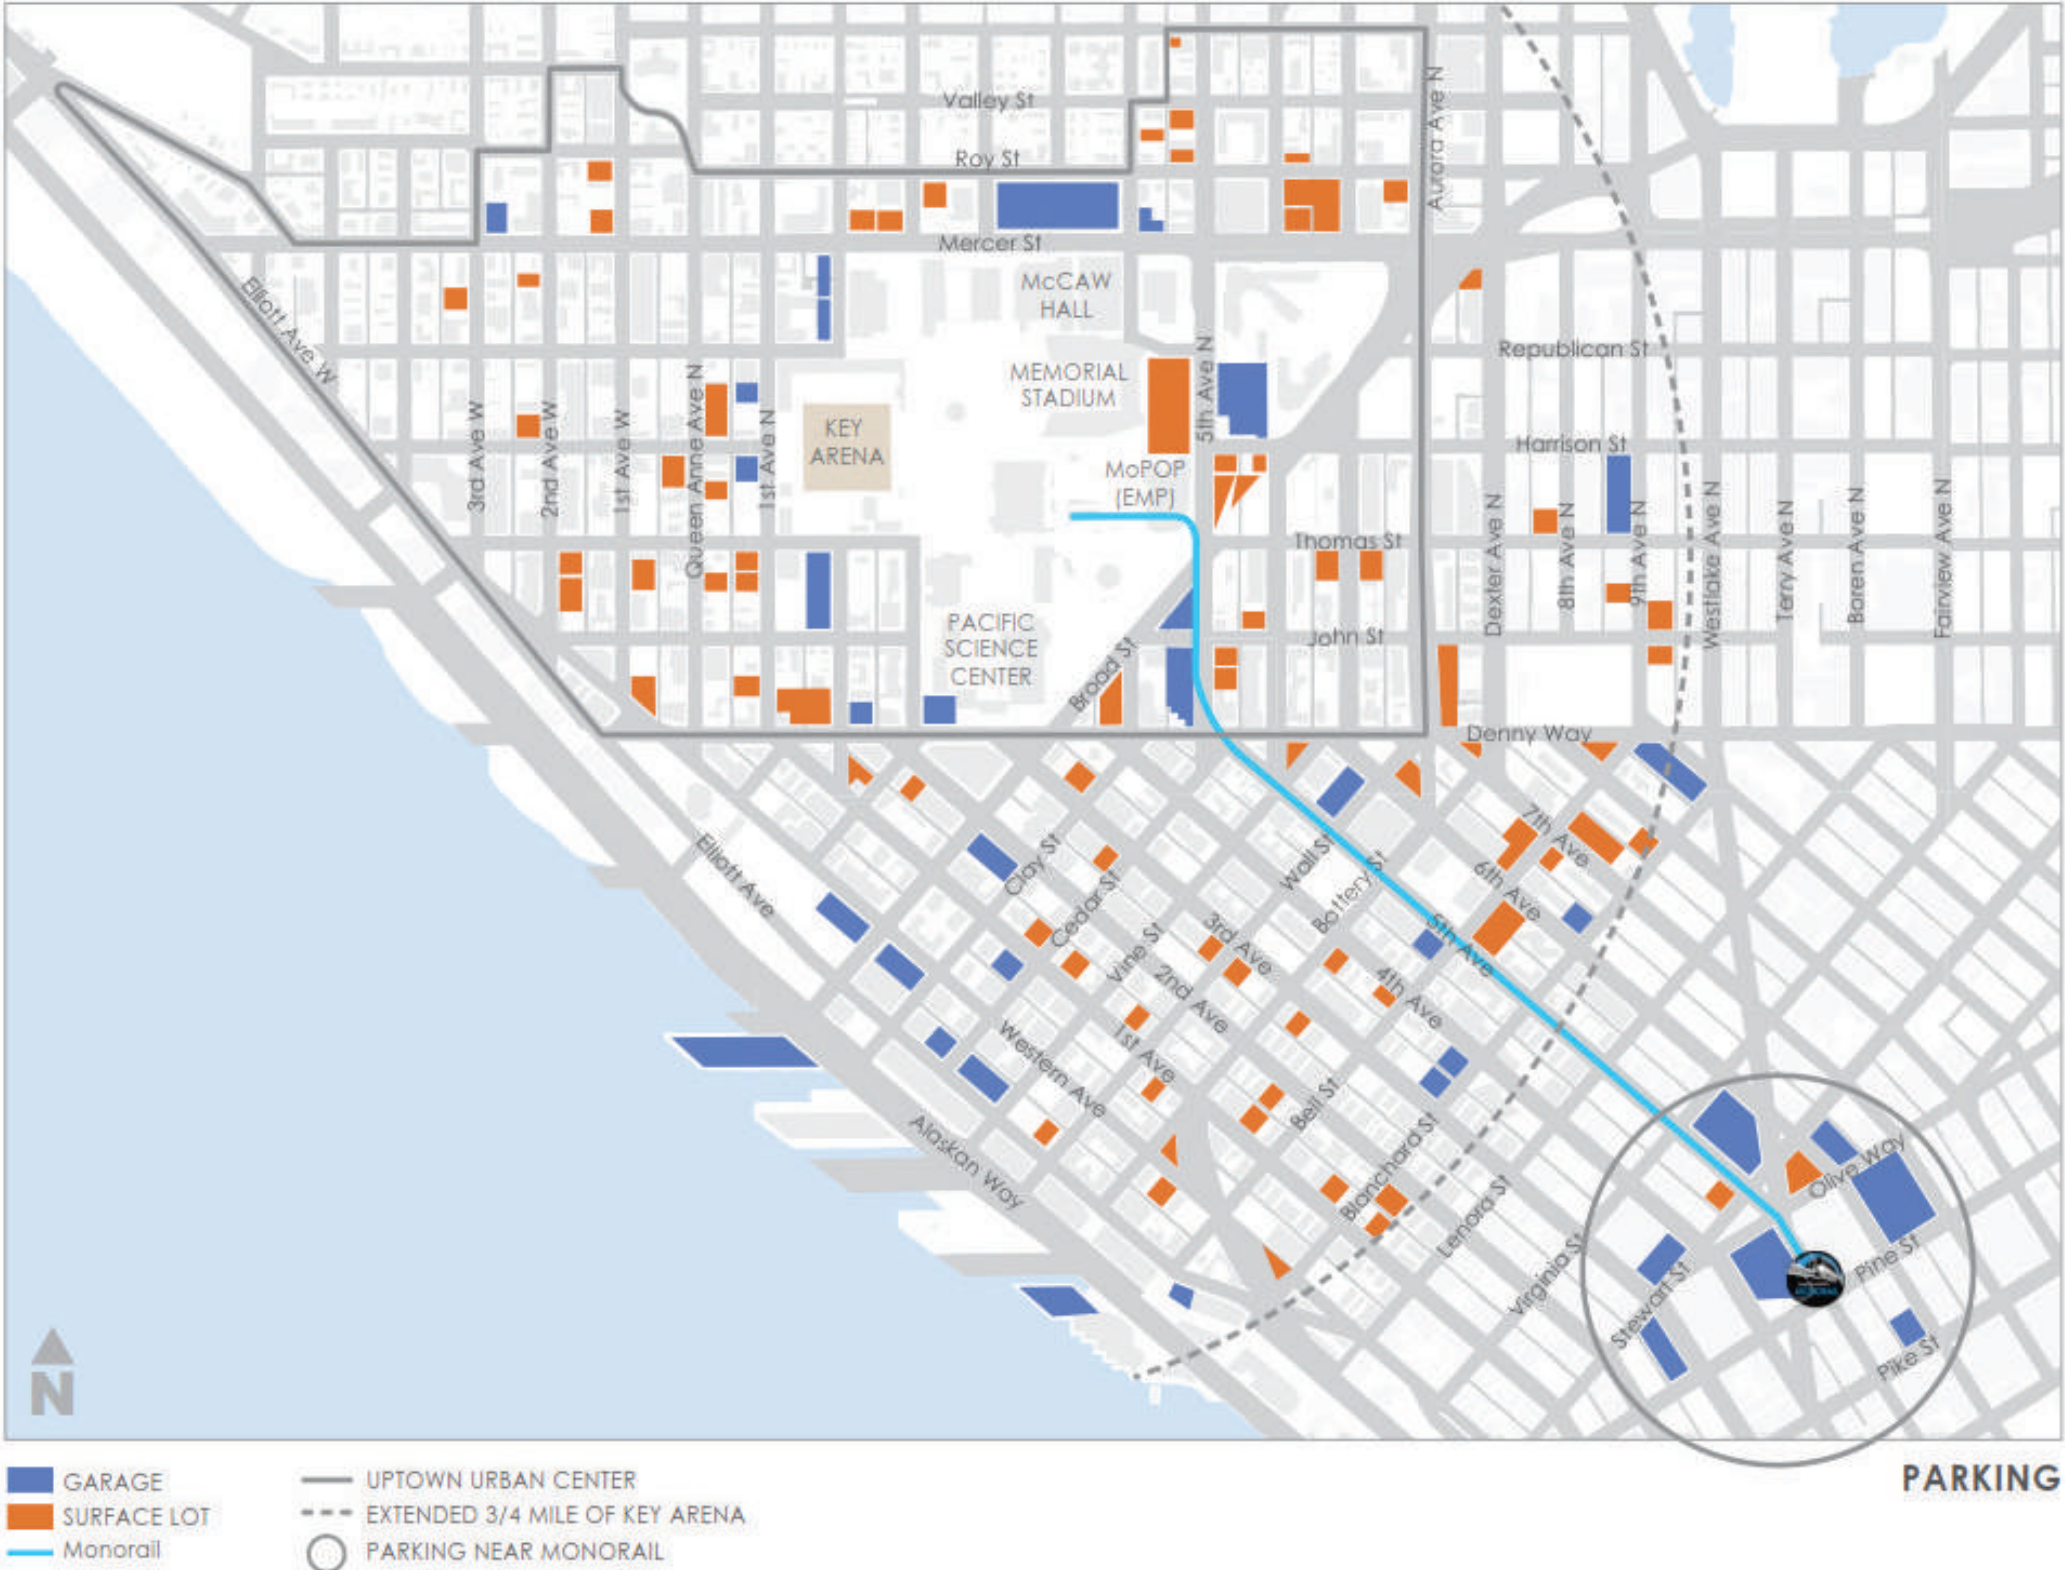 Valley St
Roy St
Mercer St
Aurora Ave N
McCAW
HALL
Elliott Ave W
Republican St
MEMORIAL
STADIUM
5th Ave N
KEY
ARENA
3rd Ave W
2nd Ave W
1st Ave W
Queen Anne Ave N
1st Ave N
Harrison St
MoPOP
(EMP)
Thomas St
Dexter Ave N
8th Ave N
9th Ave N
Westlake Ave N
Terry Ave N
Boren Ave N
Fairview Ave N
PACIFIC
SCIENCE
CENTER
John St
Broad St
Denny Way
Elliott Ave
Clay St
Cedar St
Vine St
Wall St
Battery St
7th Ave
6th Ave
5th Ave
4th Ave
3rd Ave
2nd Ave
1st Ave
Western Ave
Alaskan Way
Bell St
Blanchard St
Lenora St
Virginia St
Stewart St
Olive Way
Pine St
Pike St
N
GARAGE
SURFACE LOT
Monorail
UPTOWN URBAN CENTER
EXTENDED 3/4 MILE OF KEY ARENA
PARKING NEAR MONORAIL
PARKING